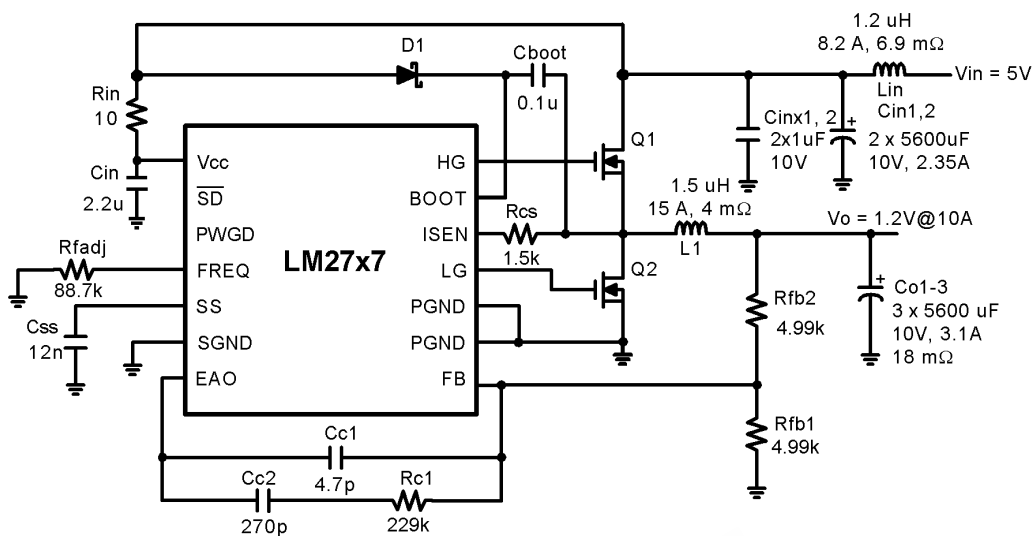 1.2 uH
8.2 A, 6.9 mΩ
Lin
Vin = 5V
D1
Cboot
0.1u
Rin
10
Cin
2.2u
Cinx1, 2
2x1uF
10V
Cin1,2
2 x 5600uF
10V, 2.35A
+
LM27x7
Vcc
SD
PWGD
FREQ
SS
SGND
EAO
HG
BOOT
ISEN
LG
PGND
PGND
FB
Q1
Q2
Rcs
1.5k
1.5 uH
15 A, 4 mΩ
L1
Vo = 1.2V@10A
+
Co1-3
3 x 5600 uF
10V, 3.1A
18 mΩ
Rfadj
88.7k
Css
12n
Rfb2
4.99k
Rfb1
4.99k
Cc1
4.7p
Cc2
270p
Rc1
229k